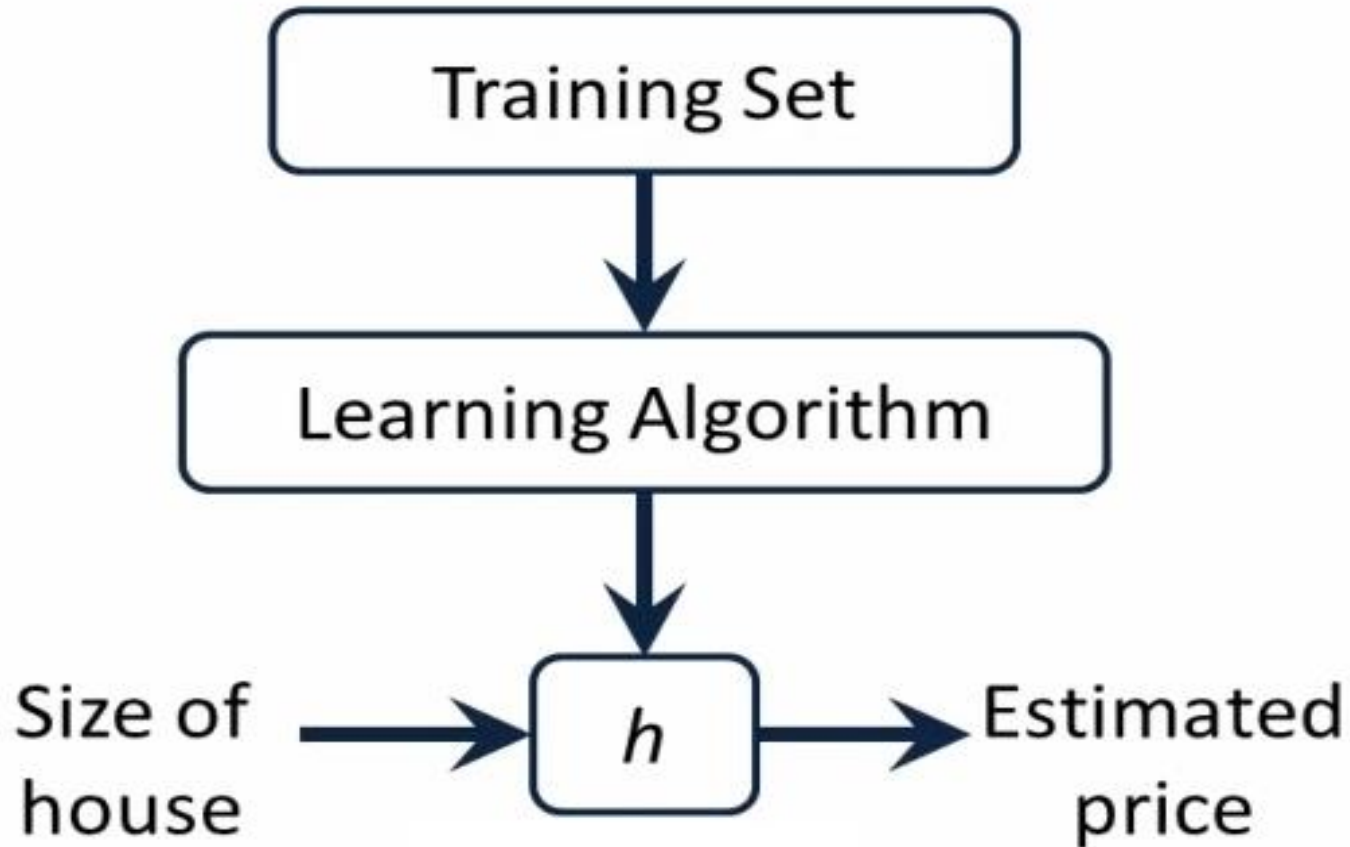 Training Set
Learning Algorithm
Size of
house
h
Estimated
price